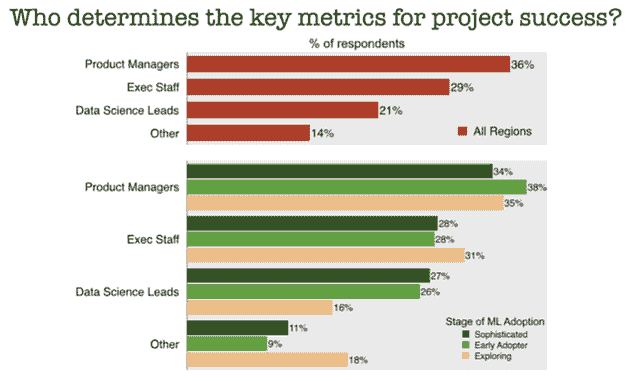 Who determines the key metrics for project success?
% of respondents
Product Managers 36%
Exec Staff 29%
Data Science Leads 21%
Other 14%
All Regions
34%
Product Managers 38%
35%
28%
Exec Staff 28%
31%
27%
Data Science Leads 26%
16%
11%
Other 9%
18%
Stage of ML Adoption
Sophisticated
Early Adopter
Exploring